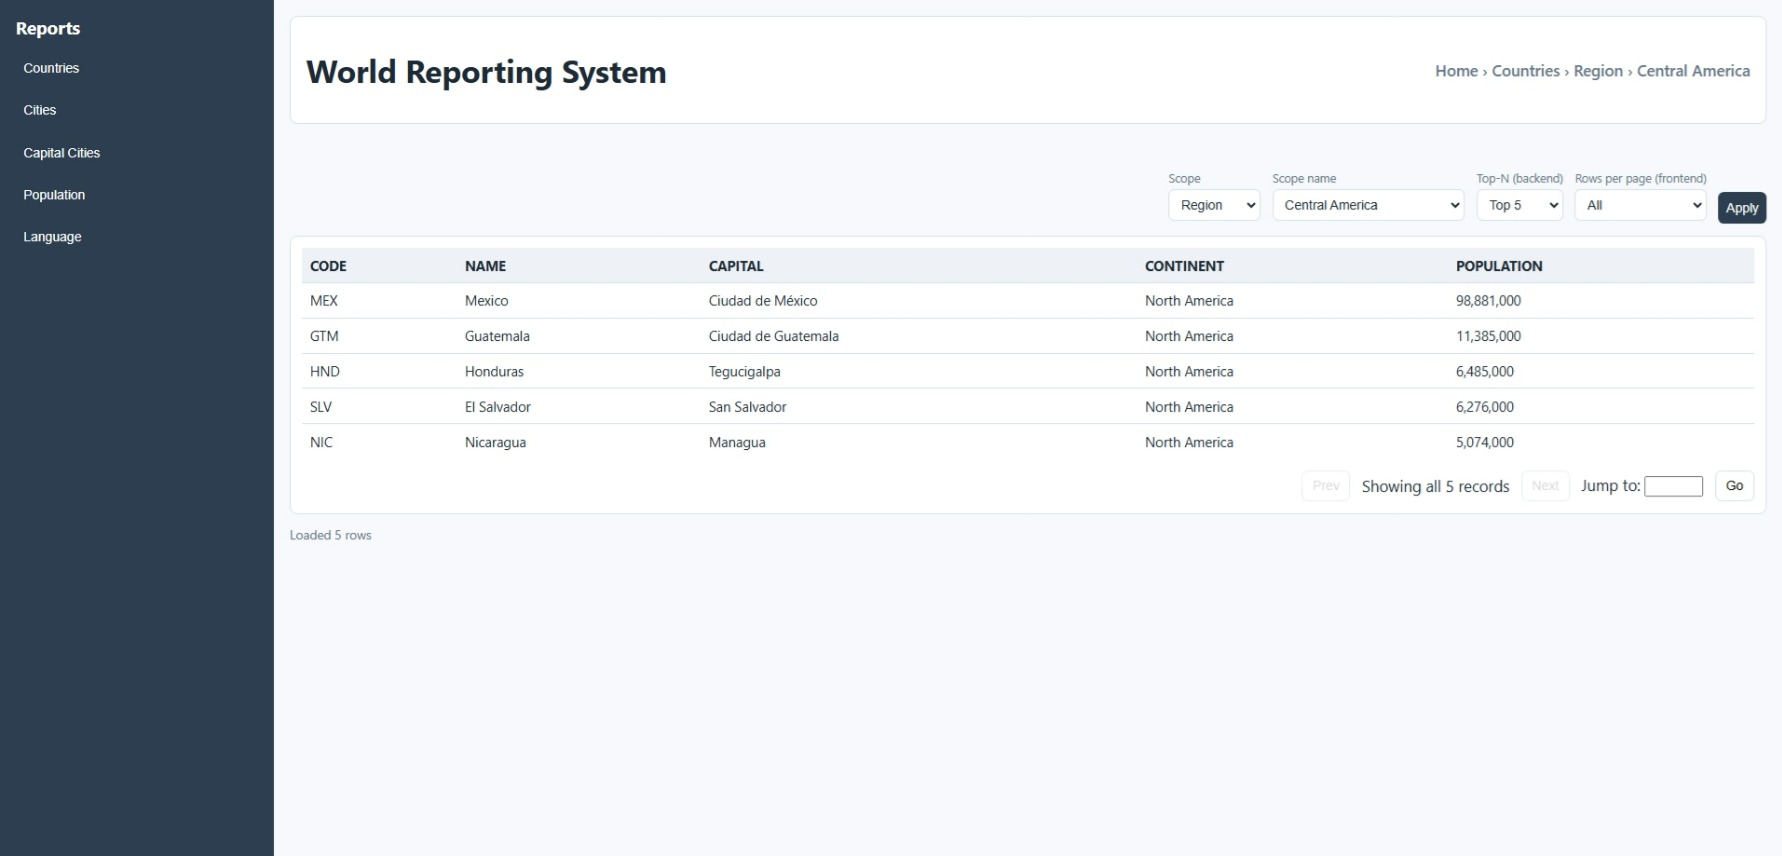 Reports
Countries
Cities
Capital Cities
Population
Language
World Reporting System
Home › Countries › Region › Central America
Scope Scope name Top-N (backend) Rows per page (frontend)
Region Central America Top 5 All Apply
CODE NAME CAPITAL CONTINENT POPULATION
MEX Mexico Ciudad de México North America 98,881,000
GTM Guatemala Ciudad de Guatemala North America 11,385,000
HND Honduras Tegucigalpa North America 6,485,000
SLV El Salvador San Salvador North America 6,276,000
NIC Nicaragua Managua North America 5,074,000
Prev Showing all 5 records Next Jump to: Go
Loaded 5 rows